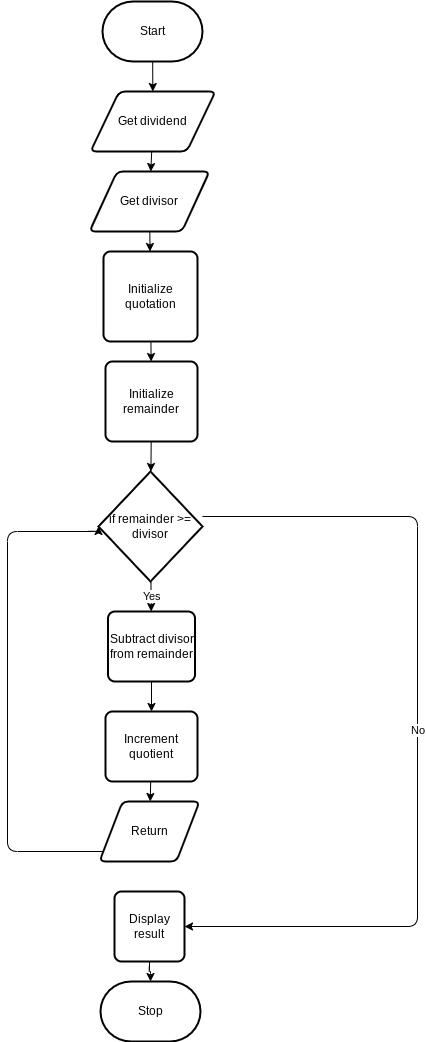 Start
Get dividend
Get divisor
Initialize
quotation
Initialize
remainder
If remainder >=
divisor
Yes
Subtract divisor
from remainder
Increment
quotient
No
Return
Display
result
Stop